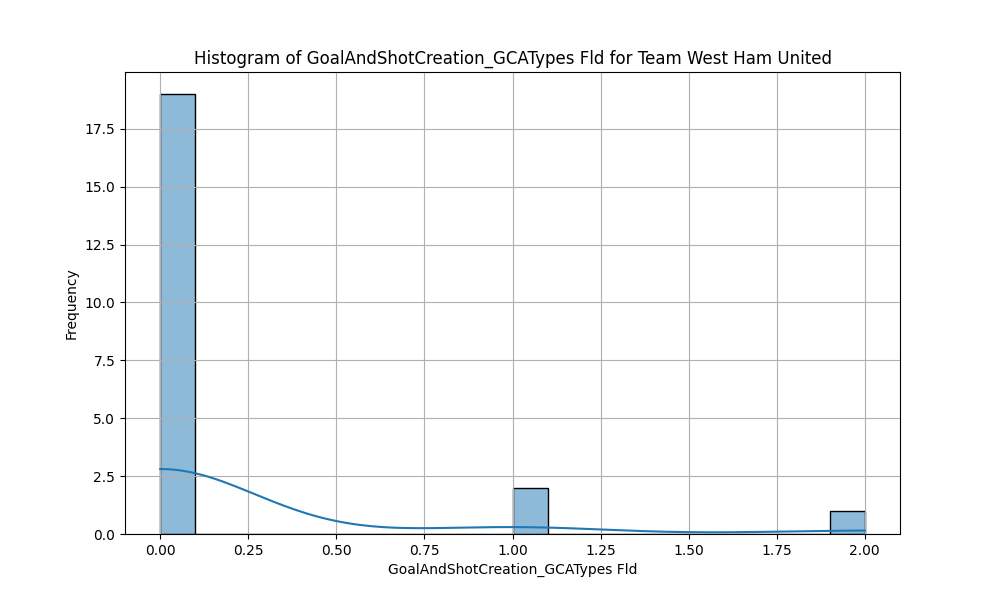 Histogram of GoalAndShotCreation_GCATypes Fld for Team West Ham United
Frequency
17.5
15.0
12.5
10.0
7.5
5.0
2.5
0.0
0.00 0.25 0.50 0.75 1.00 1.25 1.50 1.75 2.00
GoalAndShotCreation_GCATypes Fld